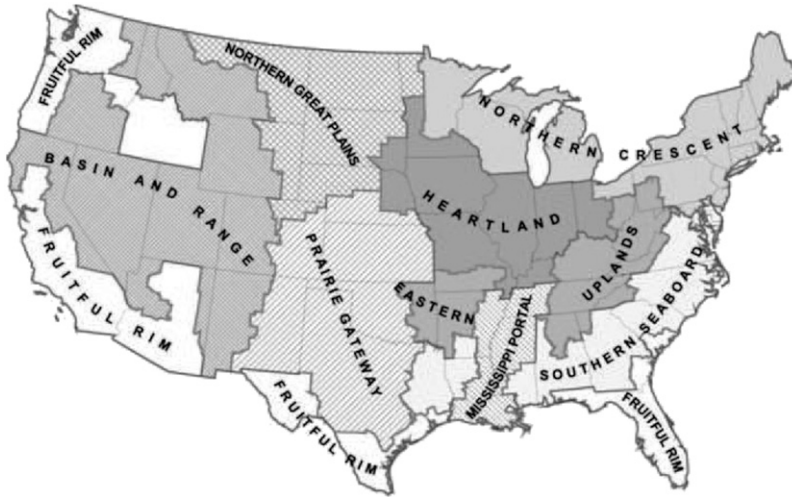 FRUITFUL RIM
NORTHERN GREAT PLAINS
NORTHERN CRESCENT
BASIN AND RANGE
HEARTLAND
FRUITFUL RIM
PRAIRIE GATEWAY
EASTERN UPLANDS
MISSISSIPPI PORTAL
SOUTHERN SEABOARD
FRUITFUL RIM
FRUITFUL RIM